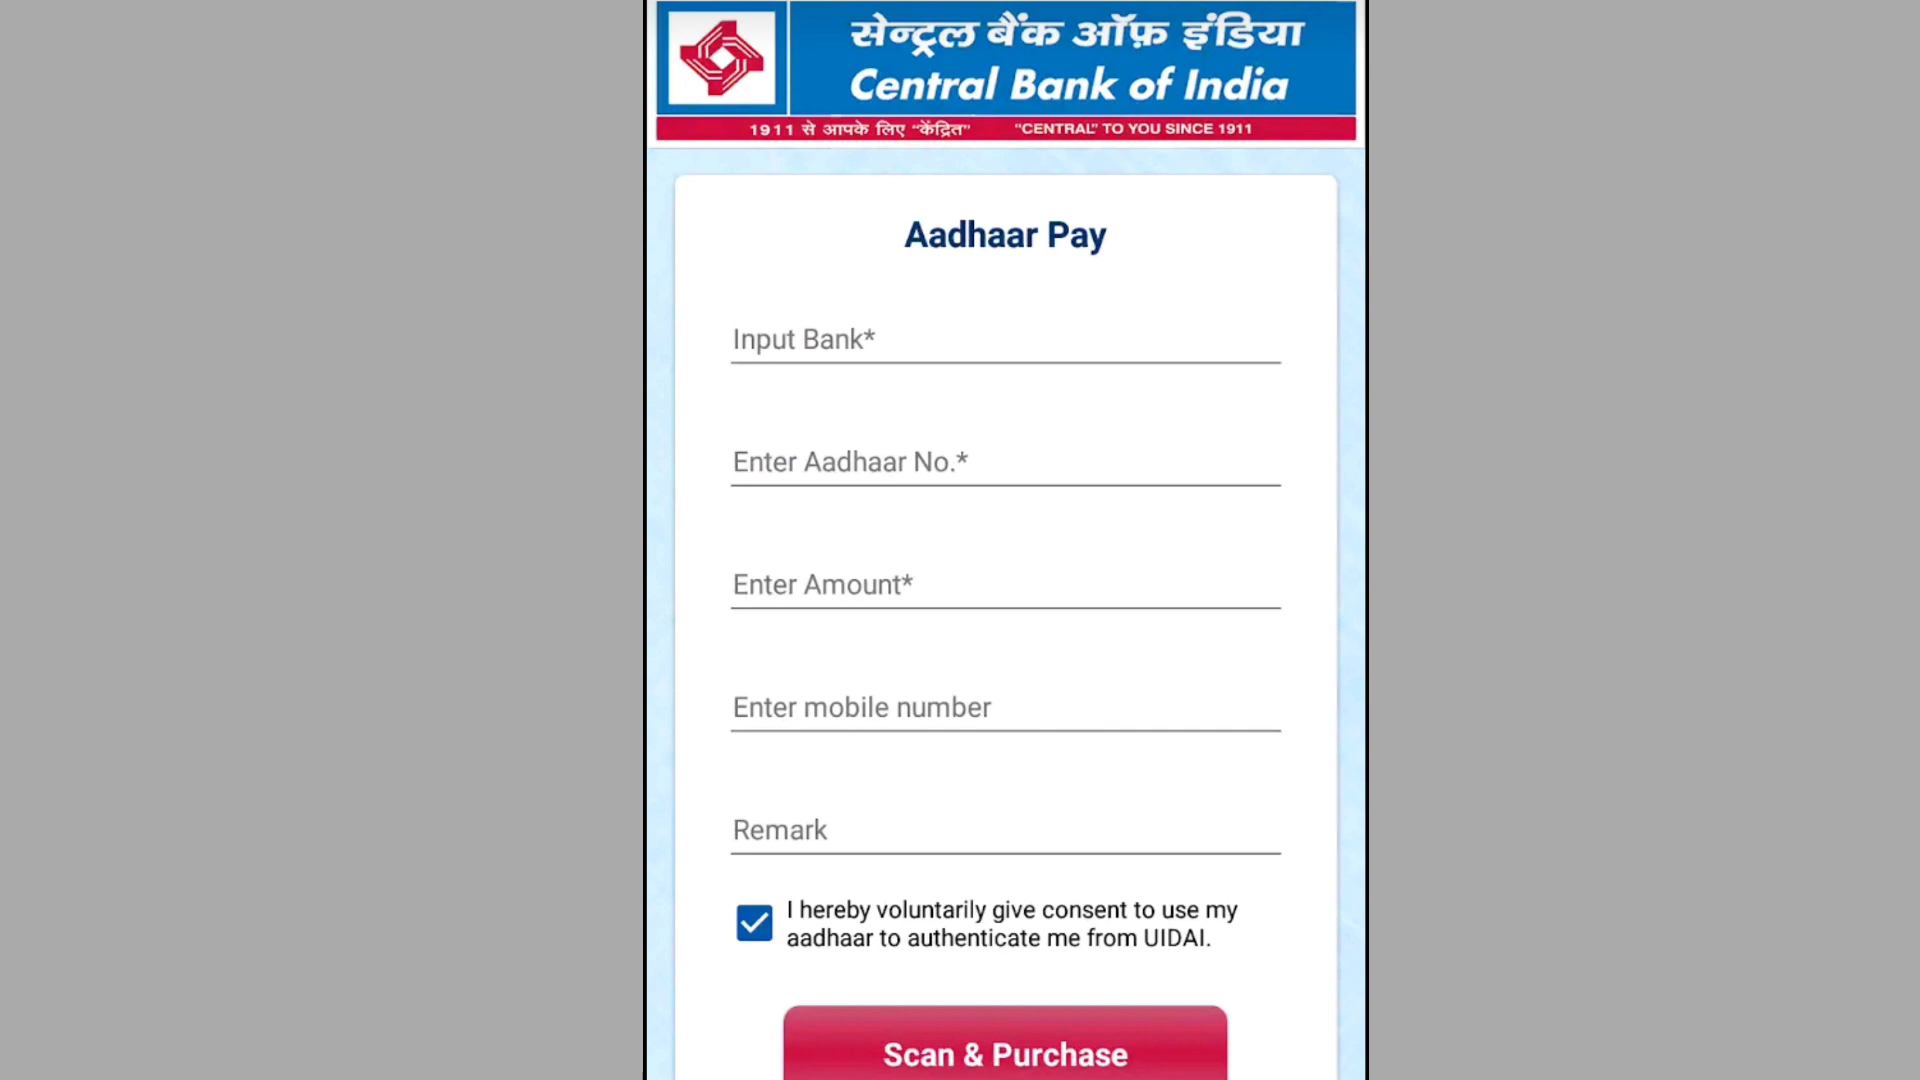 सेन्ट्रल बैंक ऑफ़ इंडिया
Central Bank of India
1911 से आपके लिए “केंद्रित” "CENTRAL" TO YOU SINCE 1911
Aadhaar Pay
Input Bank*
Enter Aadhaar No.*
Enter Amount*
Enter mobile number
Remark
I hereby voluntarily give consent to use my
aadhaar to authenticate me from UIDAI.
Scan & Purchase